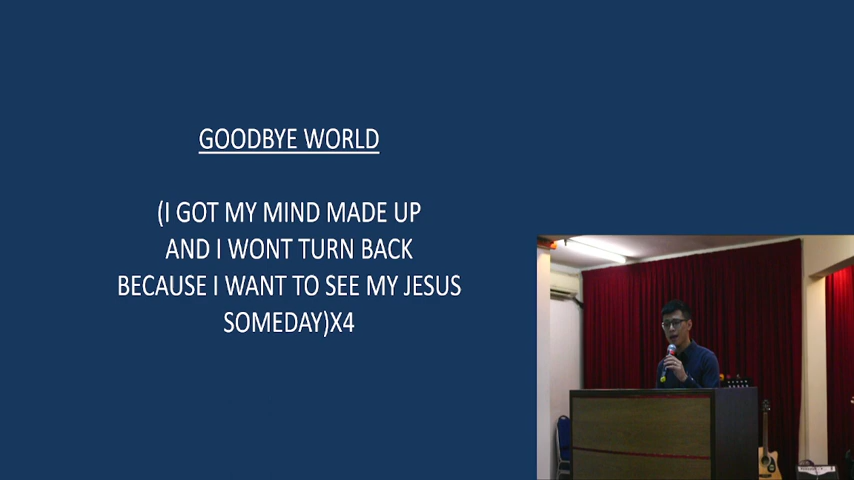 GOODBYE WORLD
(I GOT MY MIND MADE UP
AND I WONT TURN BACK
BECAUSE I WANT TO SEE MY JESUS
SOMEDAY)X4